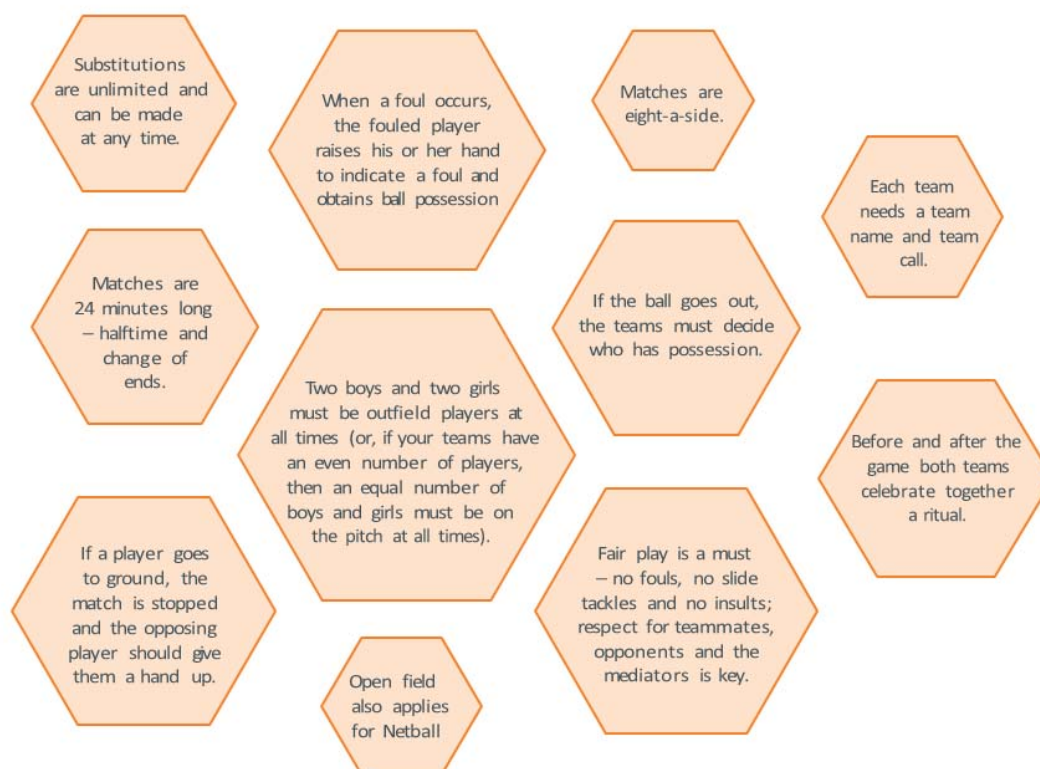 Substitutions
are unlimited and
can be made
at any time.
When a foul occurs,
the fouled player
raises his or her hand
to indicate a foul and
obtains ball possession
Matches are
eight-a-side.
Each team
needs a team
name and team
call.
Matches are
24 minutes long
– halftime and
change of
ends.
If the ball goes out,
the teams must decide
who has possession.
Two boys and two girls
must be outfield players at
all times (or, if your teams have
an even number of players,
then an equal number of
boys and girls must be on
the pitch at all times).
Before and after the
game both teams
celebrate together
a ritual.
If a player goes
to ground, the
match is stopped
and the opposing
player should give
them a hand up.
Fair play is a must
– no fouls, no slide
tackles and no insults;
respect for teammates,
opponents and the
mediators is key.
Open field
also applies
for Netball